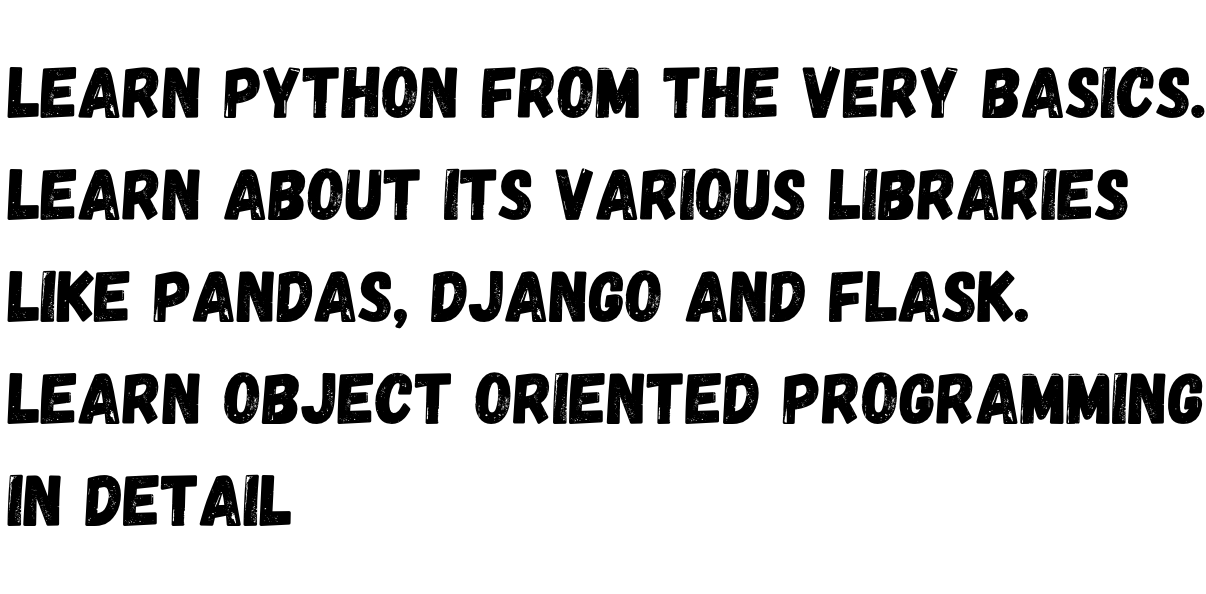 LEARN PYTHON FROM THE VERY BASICS.
LEARN ABOUT ITS VARIOUS LIBRARIES
LIKE PANDAS, DJANGO AND FLASK.
LEARN OBJECT ORIENTED PROGRAMMING
IN DETAIL